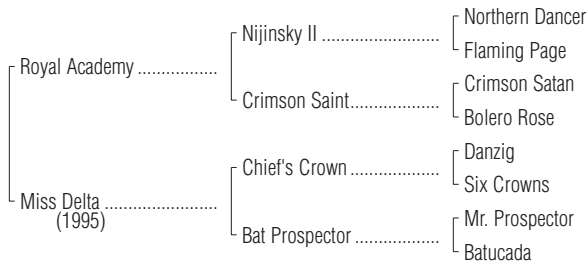 Northern Dancer
Nijinsky II ......................
Flaming Page
Royal Academy ...............
Crimson Satan
Crimson Saint.................
Bolero Rose
Danzig
Chief's Crown .................
Six Crowns
Miss Delta .....................
(1995)
Mr. Prospector
Bat Prospector ................
Batucada